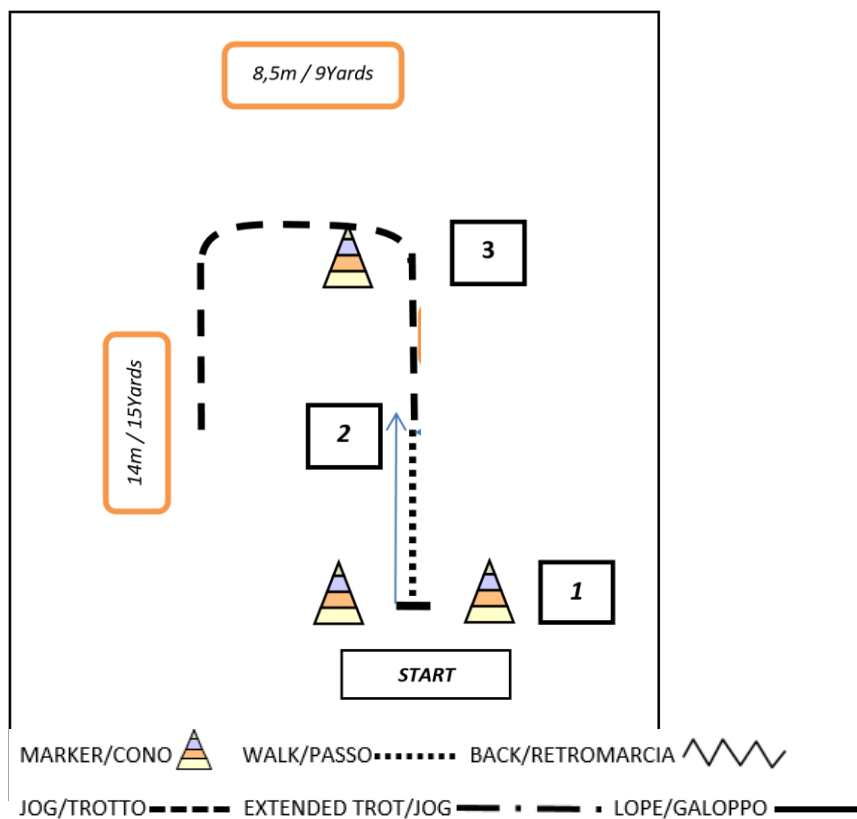 8,5m / 9Yards
3
14m / 15Yards
2
1
START
MARKER/CONO WALK/PASSO BACK/RETROMARCIA
JOG/TROTTO EXTENDED TROT/JOG LOPE/GALOPPO